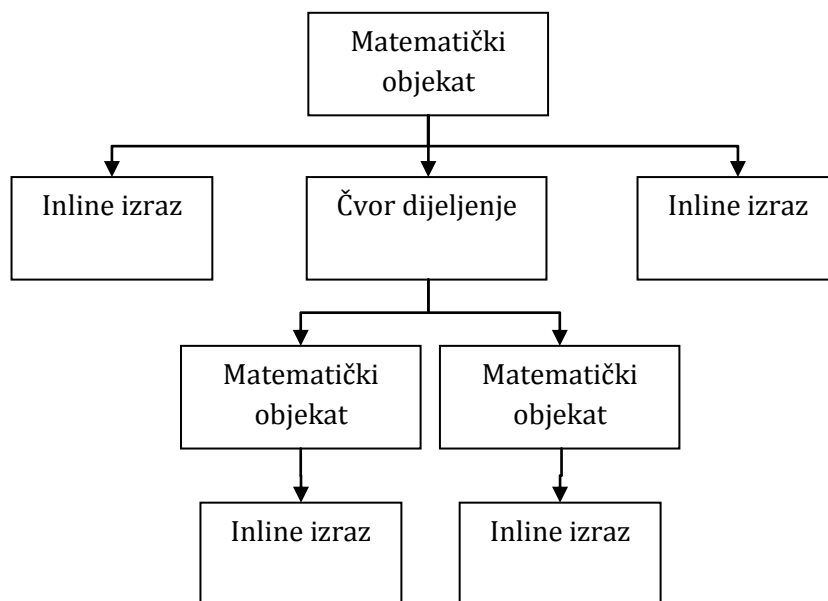 Matematički
objekat
Inline izraz
Čvor dijeljenje
Inline izraz
Matematički
objekat
Matematički
objekat
Inline izraz
Inline izraz